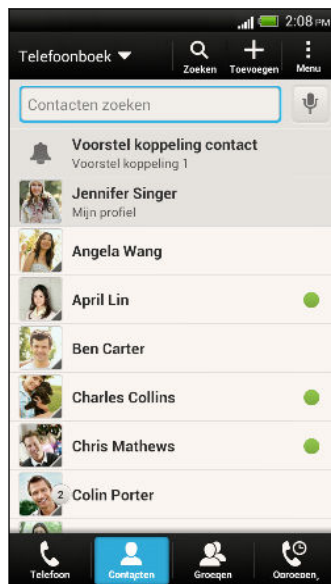 2:08 PM
Telefoonboek
Zoeken
Toevoegen
Menu
Contacten zoeken
Voorstel koppeling contact
Voorstel koppeling 1
Jennifer Singer
Mijn profiel
Angela Wang
April Lin
Ben Carter
Charles Collins
Chris Mathews
2 Colin Porter
Telefoon
Contacten
Groepen
Oproepen